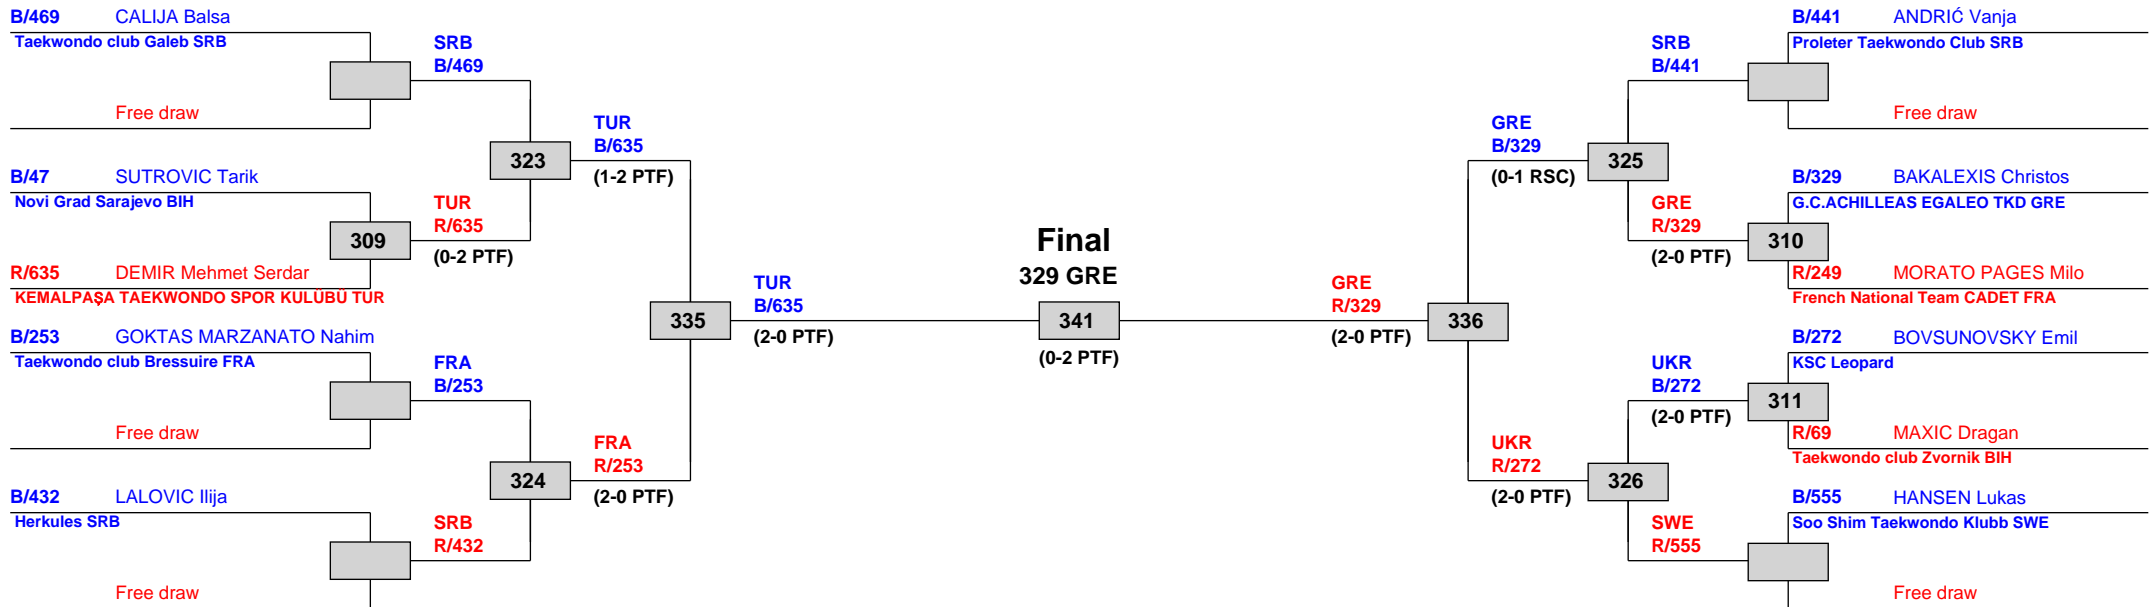 B/469 CALIJA Balsa
Taekwondo club Galeb SRB
Free draw
B/47 SUTROVIC Tarik
Novi Grad Sarajevo BIH
R/635 DEMIR Mehmet Serdar
KEMALPAŞA TAEKWONDO SPOR KULÜBÜ TUR
B/253 GOKTAS MARZANATO Nahim
Taekwondo club Bressuire FRA
Free draw
B/432 LALOVIC Ilija
Herkules SRB
Free draw
309
SRB
B/469
TUR
R/635
(0-2 PTF)
FRA
B/253
SRB
R/432
323
324
TUR
B/635
(1-2 PTF)
FRA
R/253
(2-0 PTF)
335
TUR
B/635
(2-0 PTF)
Final
329 GRE
341
(0-2 PTF)
GRE
R/329
(2-0 PTF)
336
GRE
B/329
(0-1 RSC)
UKR
R/272
(2-0 PTF)
325
326
SRB
B/441
GRE
R/329
(2-0 PTF)
UKR
B/272
(2-0 PTF)
SWE
R/555
310
311
B/441 ANDRIĆ Vanja
Proleter Taekwondo Club SRB
Free draw
B/329 BAKALEXIS Christos
G.C.ACHILLEAS EGALEO TKD GRE
R/249 MORATO PAGES Milo
French National Team CADET FRA
B/272 BOVSUNOVSKY Emil
KSC Leopard
R/69 MAXIC Dragan
Taekwondo club Zvornik BIH
B/555 HANSEN Lukas
Soo Shim Taekwondo Klubb SWE
Free draw